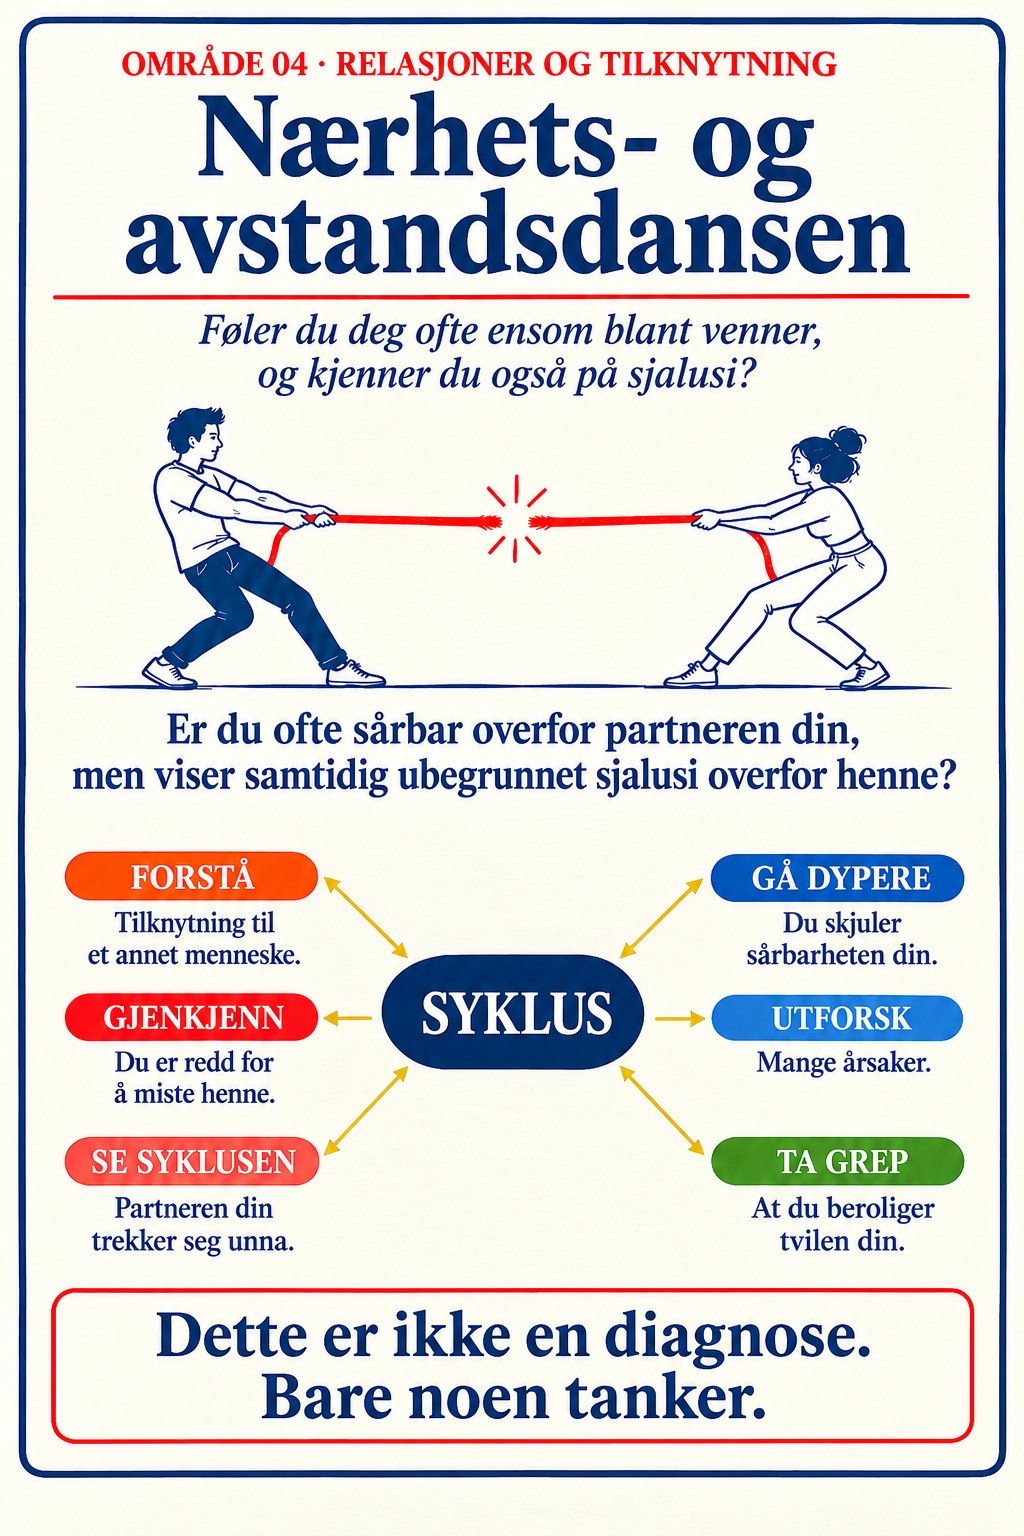 OMRÅDE 04 · RELASJONER OG TILKNYTNING
Nærhets- og
avstandsdansen
Føler du deg ofte ensom blant venner,
og kjenner du også på sjalusi?
Er du ofte sårbar overfor partneren din,
men viser samtidig ubegrunnet sjalusi overfor henne?
FORSTÅ
Tilknytning til
et annet menneske.
GJENKJENN
Du er redd for
å miste henne.
SE SYKLUSEN
Partneren din
trekker seg unna.
SYKLUS
GÅ DYPERE
Du skjuler
sårbarheten din.
UTFORSK
Mange årsaker.
TA GREP
At du beroliger
tvilen din.
Dette er ikke en diagnose.
Bare noen tanker.